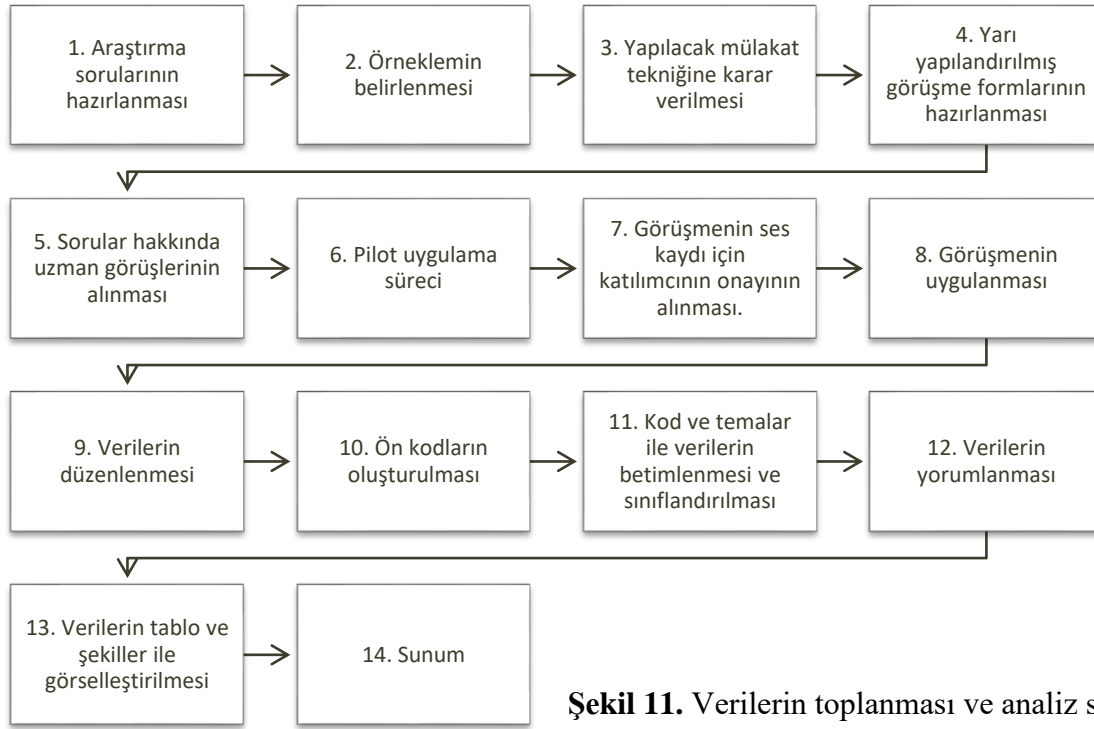 1. Araştırma
sorularının
hazırlanması
2. Örneklemin
belirlenmesi
3. Yapılacak mülakat
tekniğine karar
verilmesi
4. Yarı
yapılandırılmış
görüşme formlarının
hazırlanması
5. Sorular hakkında
uzman görüşlerinin
alınması
6. Pilot uygulama
süreci
7. Görüşmenin ses
kaydı için
katılımcının onayının
alınması.
8. Görüşmenin
uygulanması
9. Verilerin
düzenlenmesi
10. Ön kodların
oluşturulması
11. Kod ve temalar
ile verilerin
betimlenmesi ve
sınıflandırılması
12. Verilerin
yorumlanması
13. Verilerin tablo ve
şekiller ile
görselleştirilmesi
14. Sunum
Şekil 11. Verilerin toplanması ve analiz